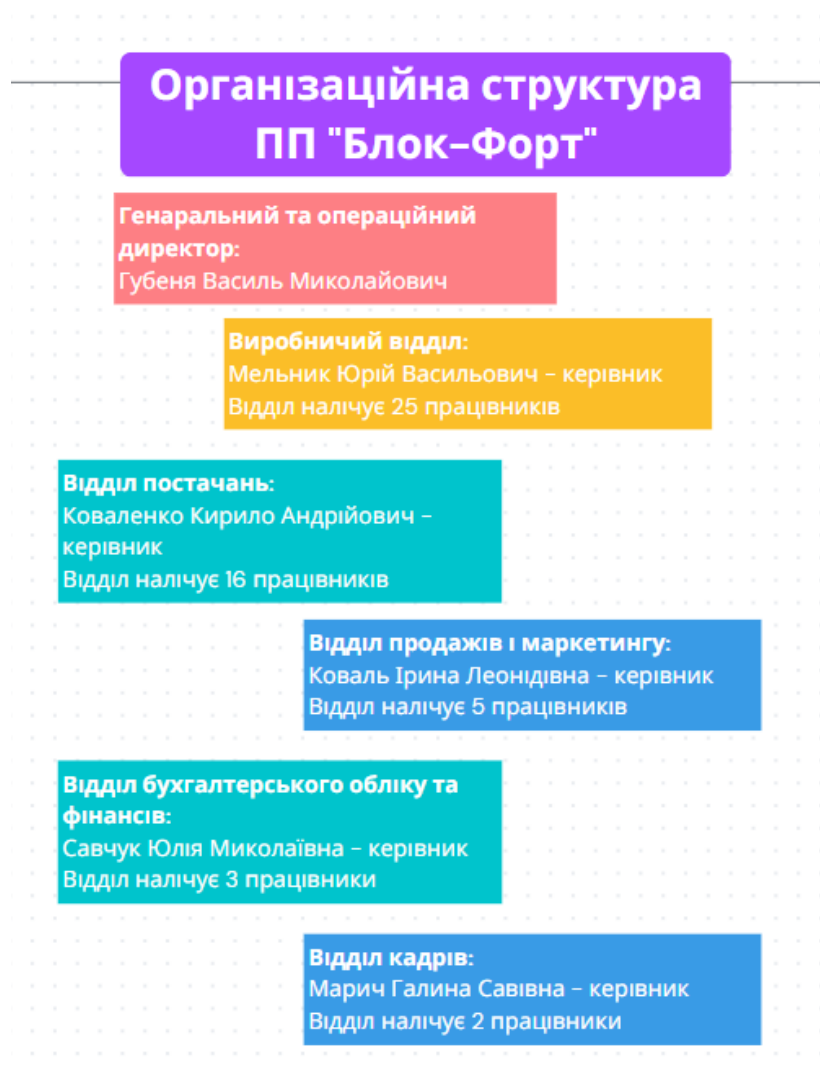 Організаційна структура
ПП "Блок–Форт"
Генаральний та операційний
директор:
Губеня Василь Миколайович
Виробничий відділ:
Мельник Юрій Васильович – керівник
Відділ налічує 25 працівників
Відділ постачань:
Коваленко Кирило Андрійович –
керівник
Відділ налічує 16 працівників
Відділ продажів і маркетингу:
Коваль Ірина Леонідівна – керівник
Відділ налічує 5 працівників
Відділ бухгалтерського обліку та
фінансів:
Савчук Юлія Миколаївна – керівник
Відділ налічує 3 працівники
Відділ кадрів:
Марич Галина Савівна – керівник
Відділ налічує 2 працівники